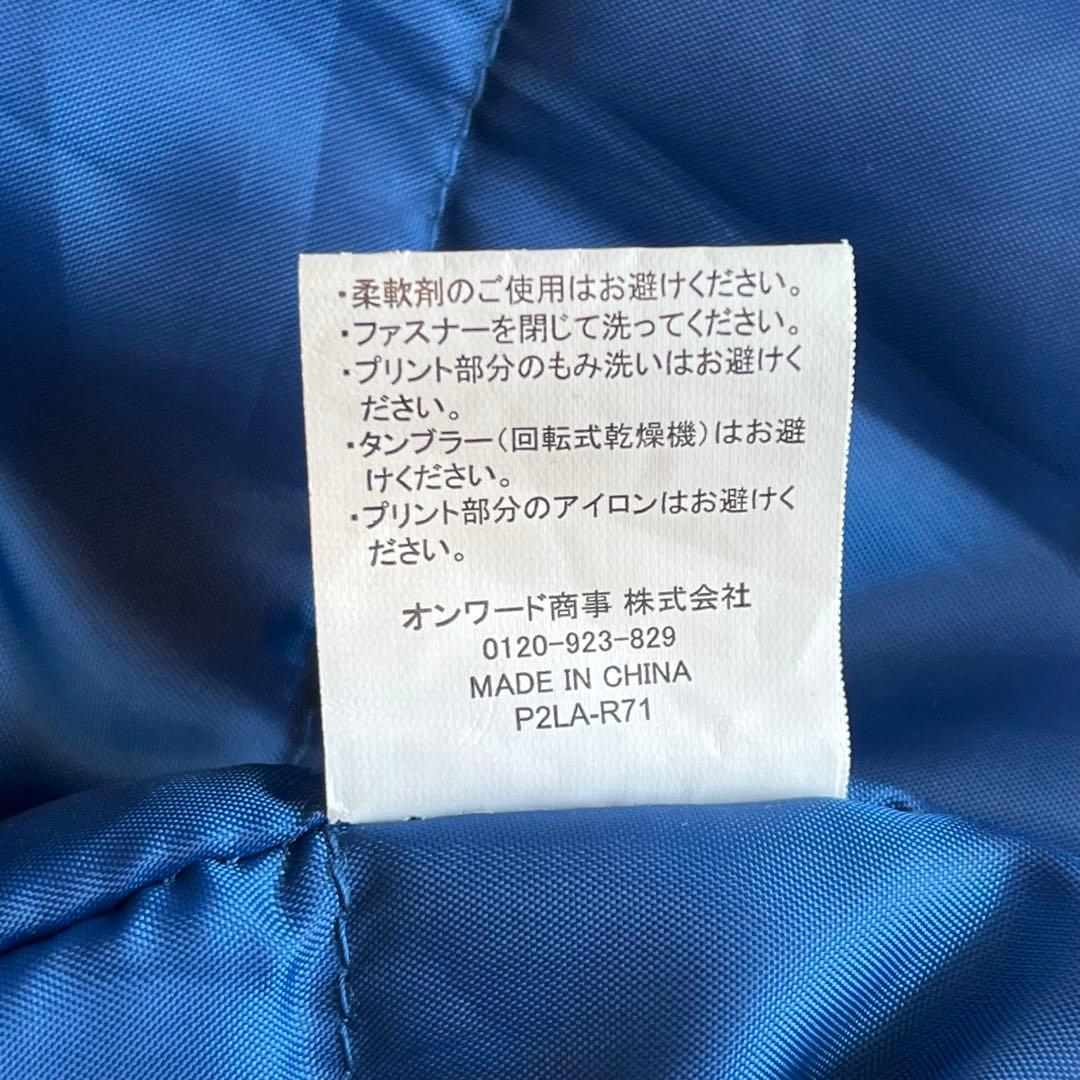 ・柔軟剤のご使用はお避けください。
・ファスナーを閉じて洗ってください。
・プリント部分のもみ洗いはお避けく
ださい。
・タンブラー(回転式乾燥機)はお避
けください。
・プリント部分のアイロンはお避けく
ださい。
オンワード商事 株式会社
0120-923-829
MADE IN CHINA
P2LA-R71